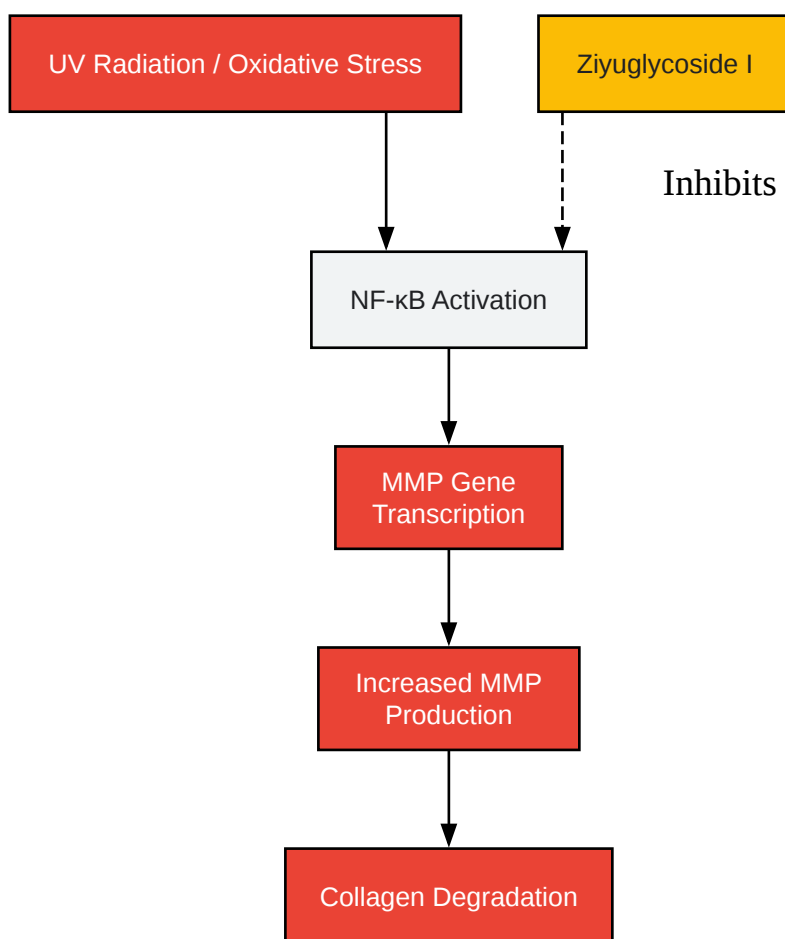 UV Radiation / Oxidative Stress
Ziyuglycoside I
Inhibits
NF-κB Activation
MMP Gene
Transcription
Increased MMP
Production
Collagen Degradation